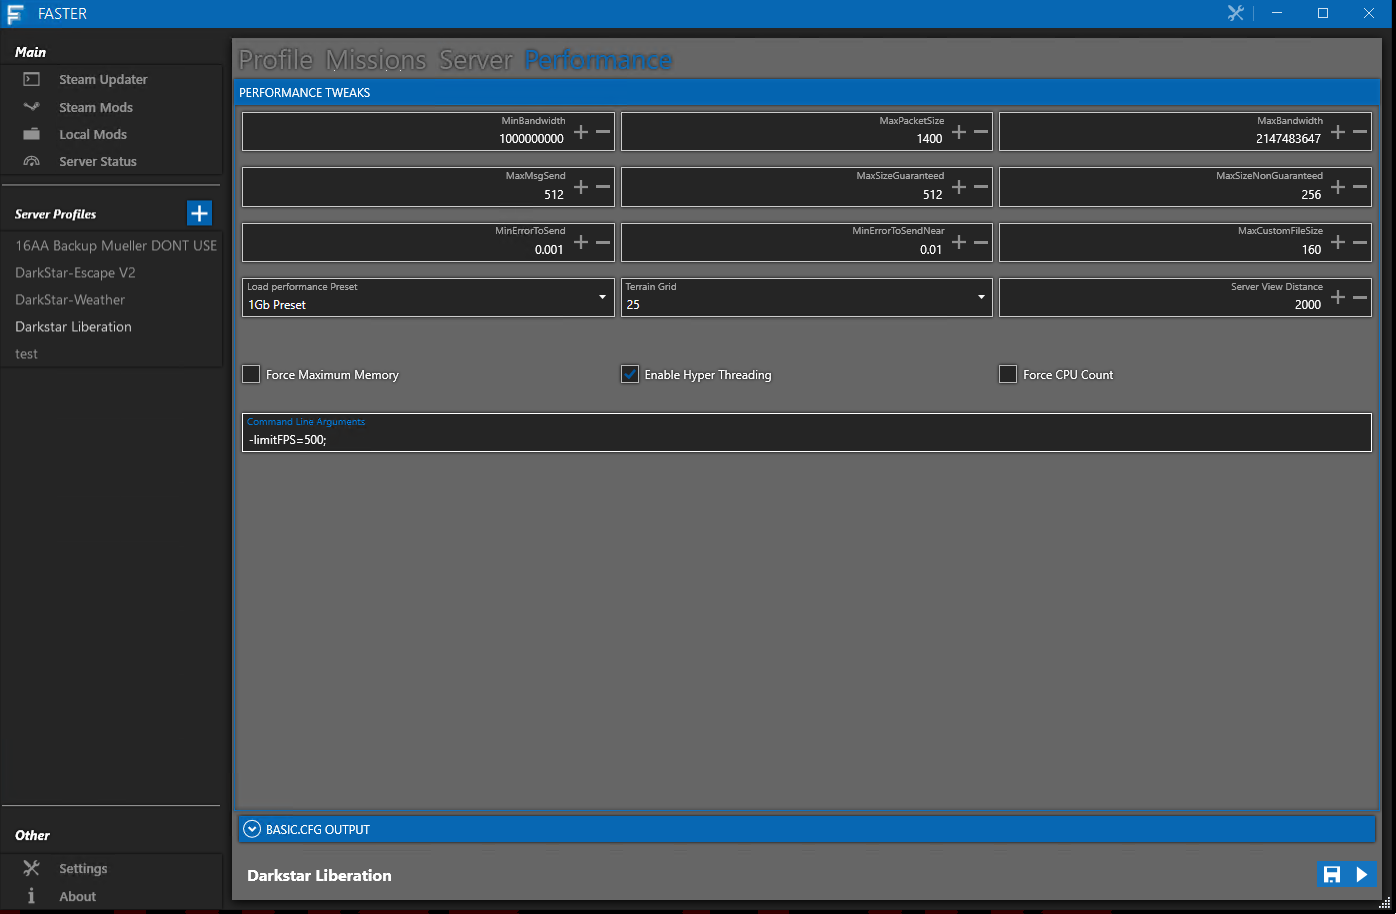 FASTER
Main
Steam Updater
Steam Mods
Local Mods
Server Status
Server Profiles
16AA Backup Mueller DONT USE
DarkStar-Escape V2
DarkStar-Weather
Darkstar Liberation
test
Other
Settings
About
Profile Missions Server Performance
PERFORMANCE TWEAKS
MinBandwidth
1000000000
MaxPacketSize
1400
MaxBandwidth
2147483647
MaxMsgSend
512
MaxSizeGuaranteed
512
MaxSizeNonGuaranteed
256
MinErrorToSend
0.001
MinErrorToSendNear
0.01
MaxCustomFileSize
160
Load performance Preset
1Gb Preset
Terrain Grid
25
Server View Distance
2000
Force Maximum Memory
Enable Hyper Threading
Force CPU Count
Command Line Arguments
-limitFPS=500;
BASIC.CFG OUTPUT
Darkstar Liberation